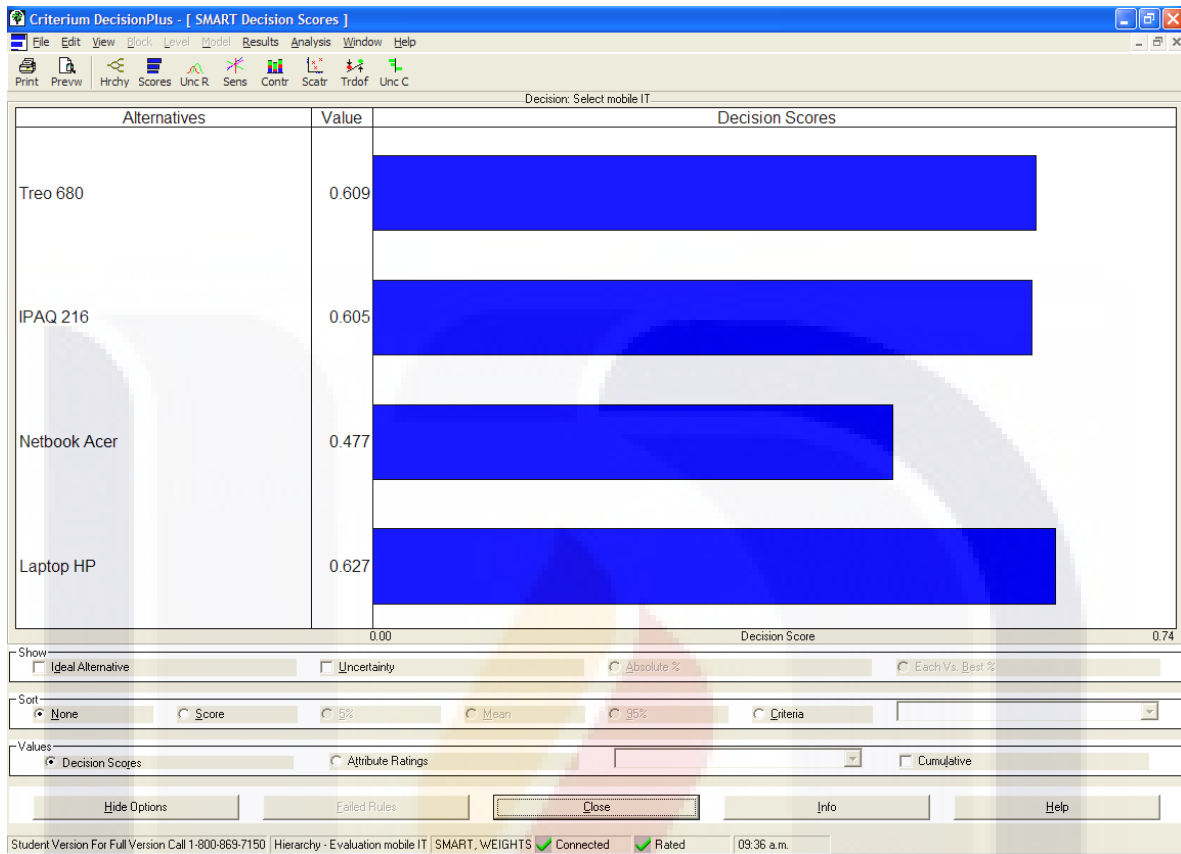 Criterium DecisionPlus - [ SMART Decision Scores ]
File Edit View Block Level Model Results Analysis Window Help
Print Prevw Hrchy Scores Unc R Sens Contr Scatr Trdof Unc C
Decision: Select mobile IT
Alternatives Value Decision Scores
Treo 680 0.609
IPAQ 216 0.605
Netbook Acer 0.477
Laptop HP 0.627
0.00 Decision Score 0.74
Show
Ideal Alternative Uncertainty Absolute % Each Vs. Best %
Sort
None Score 5% Mean 95% Criteria
Values
Decision Scores Attribute Ratings Cumulative
Hide Options Failed Rules Close Info Help
Student Version For Full Version Call 1-800-869-7150 Hierarchy - Evaluation mobile IT SMART, WEIGHTS Connected Rated 09:36 a.m.